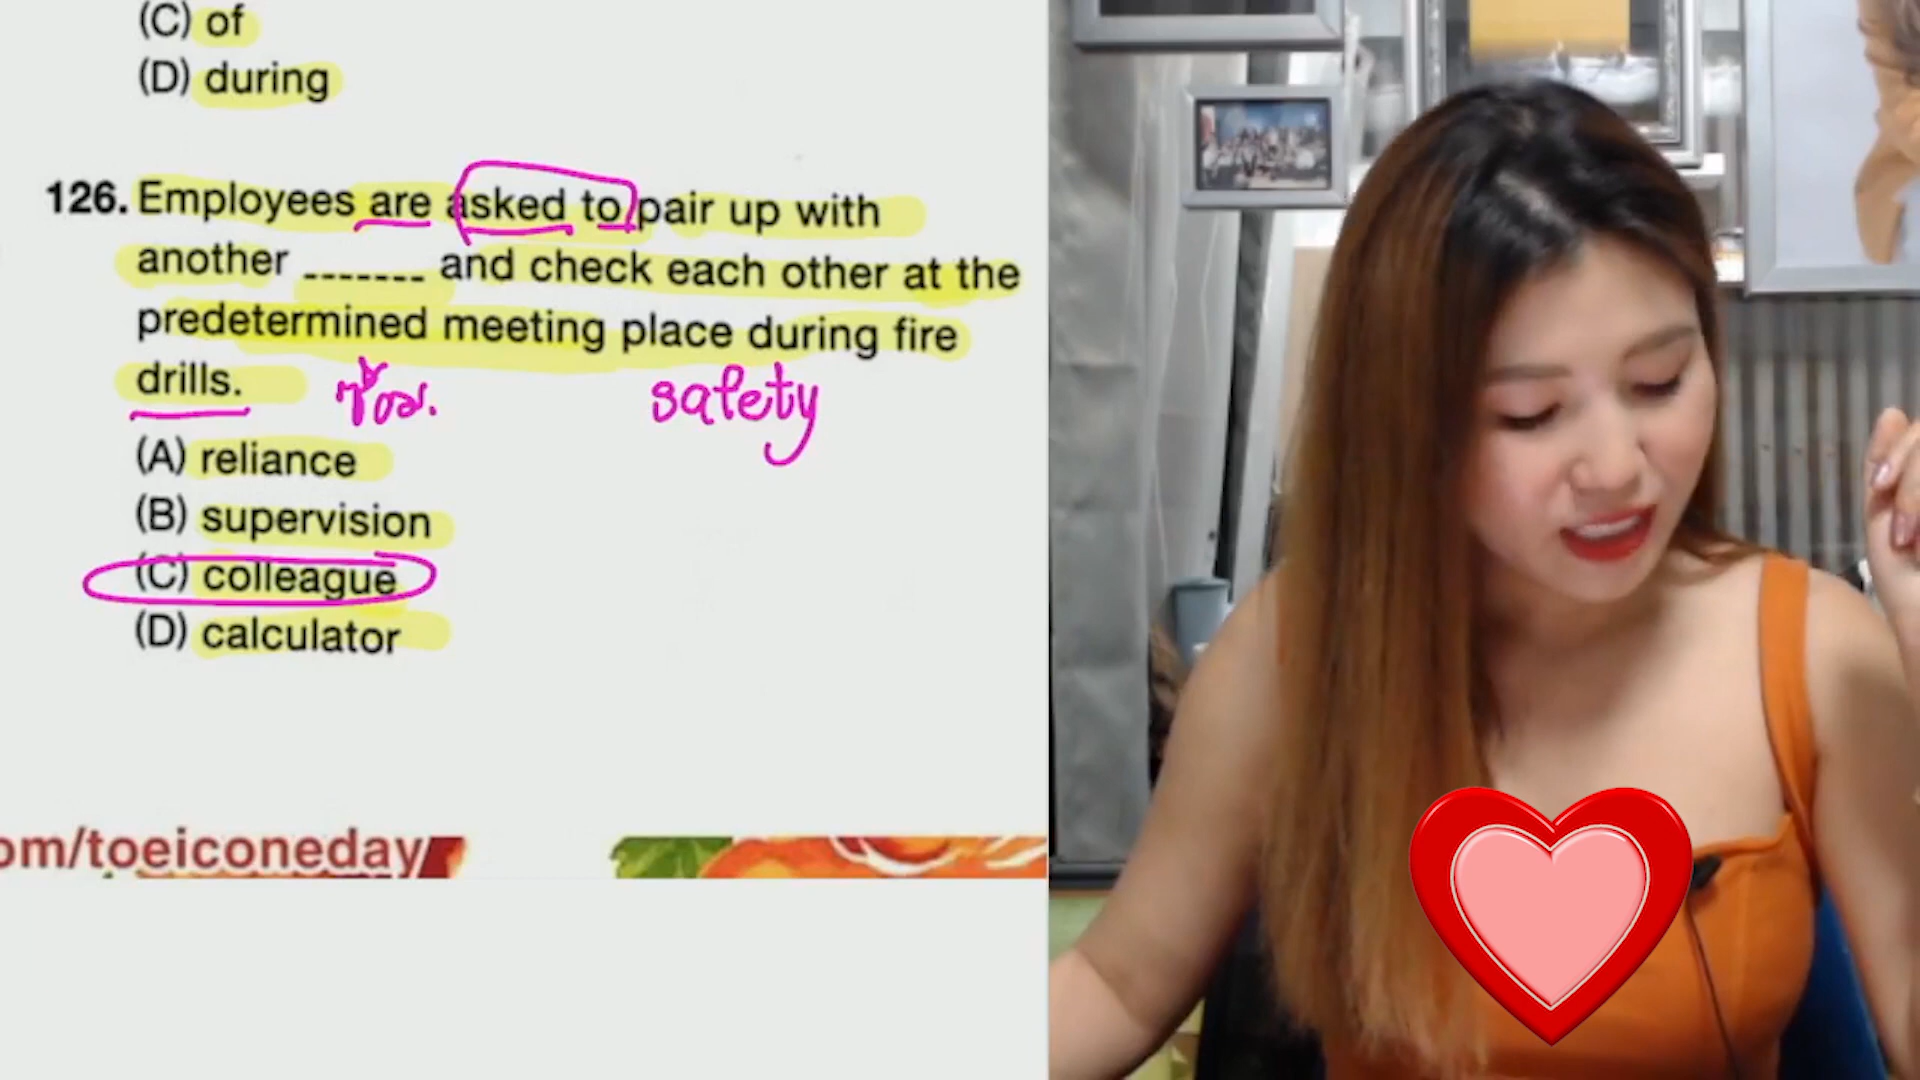 (C) of
(D) during
126. Employees are asked to pair up with
another ------- and check each other at the
predetermined meeting place during fire
drills.
safety
(A) reliance
(B) supervision
(C) colleague
(D) calculator
om/toeiconeday